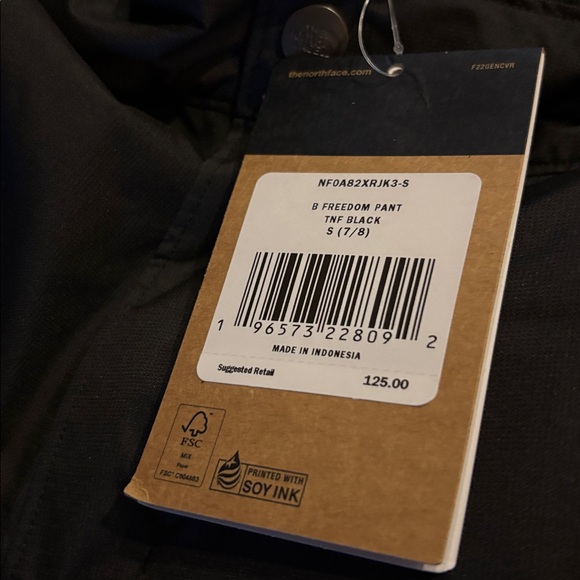 thenorthface.com
F22GENCVR
NF0A82XRJK3-S
B FREEDOM PANT
TNF BLACK
S (7/8)
1 96573 22809 2
MADE IN INDONESIA
Suggested Retail
125.00
FSC
MIX
Paper
PRINTED WITH
SOY INK